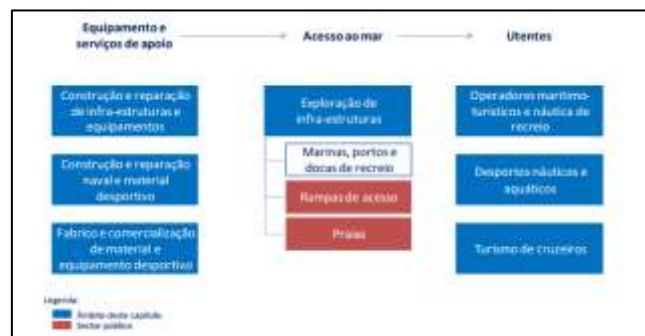 Equipamento e
serviços de apoio
Acesso ao mar
Utentes
Construção e reparação
de infra-estruturas e
equipamentos
Construção e reparação
naval e material
desportivo
Fabrico e comercialização
de material e
equipamento desportivo
Exploração de
infra-estruturas
Marinas, portos e
docas de recreio
Rampas de acesso
Praias
Operadores marítimo-
turísticos e náutica de
recreio
Desportos náuticos e
aquáticos
Turismo de cruzeiros
Legenda:
Âmbito deste capítulo
Sector público